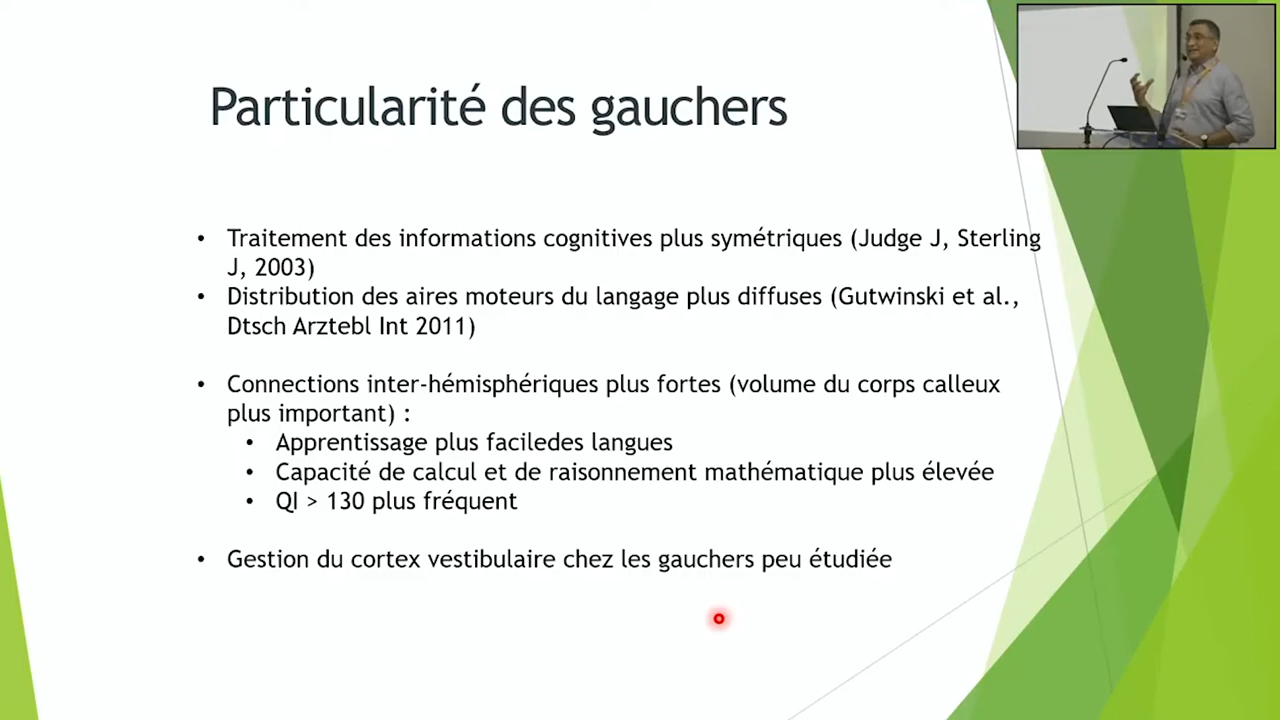 Particularité des gauchers
• Traitement des informations cognitives plus symétriques (Judge J, Sterling
J, 2003)
• Distribution des aires moteurs du langage plus diffuses (Gutwinski et al.,
Dtsch Arztebl Int 2011)
• Connections inter-hémisphériques plus fortes (volume du corps calleux
plus important) :
• Apprentissage plus faciledes langues
• Capacité de calcul et de raisonnement mathématique plus élevée
• QI > 130 plus fréquent
• Gestion du cortex vestibulaire chez les gauchers peu étudiée